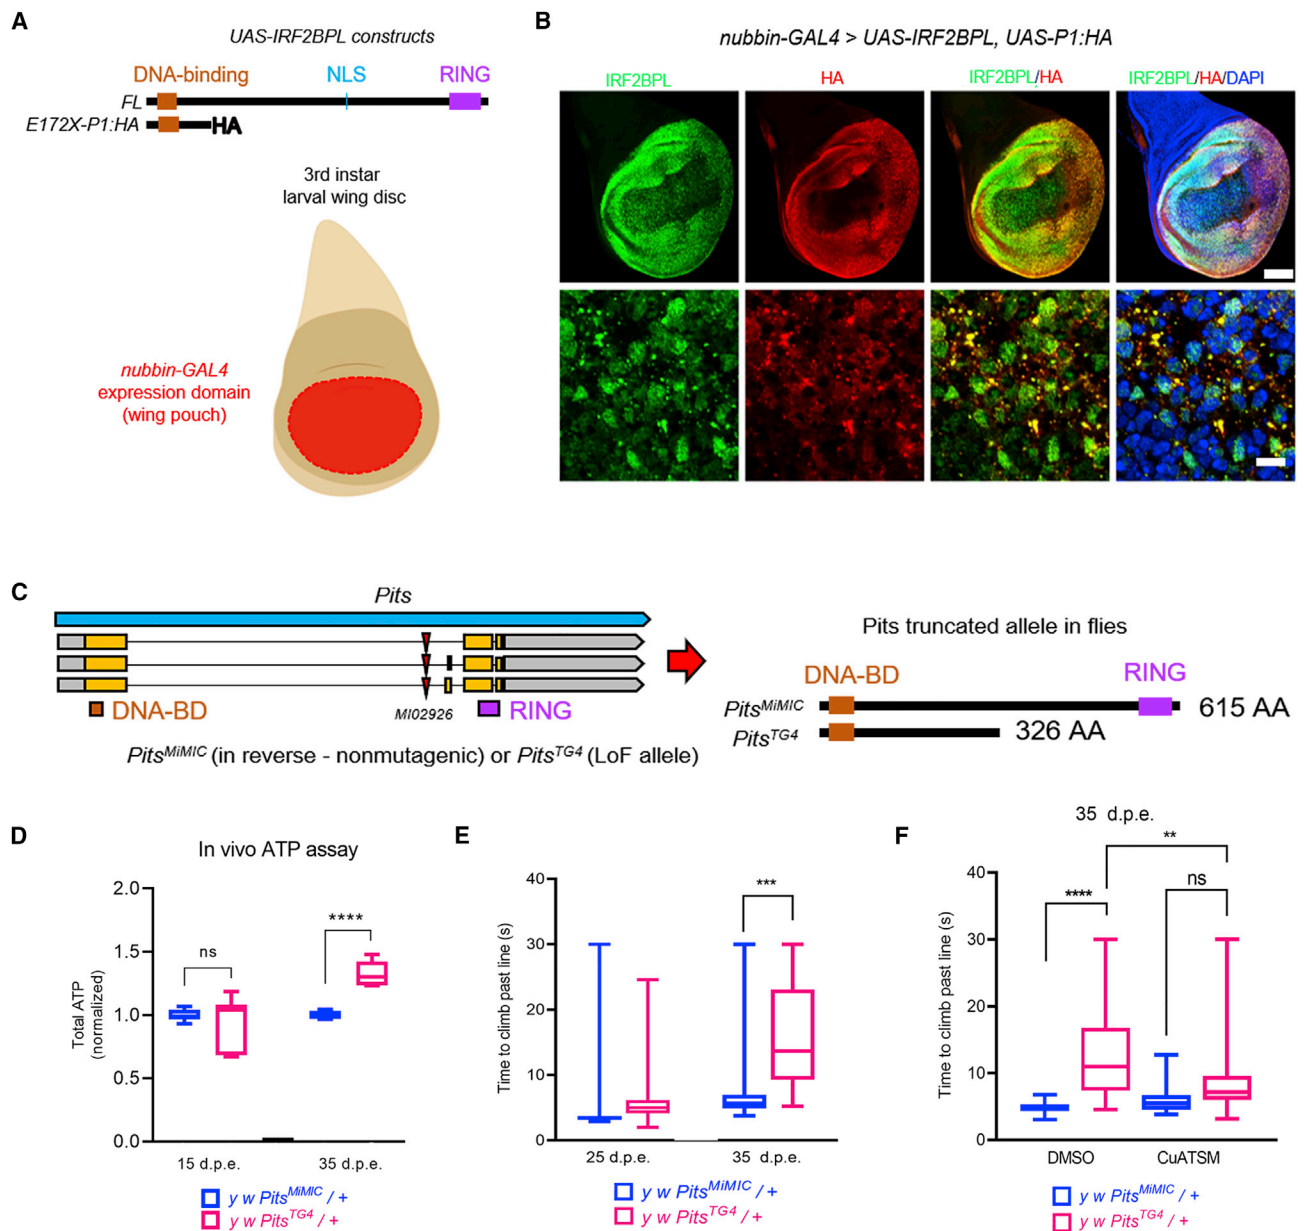 A
UAS-IRF2BPL constructs
DNA-binding NLS RING
FL
E172X-P1:HA HA
3rd instar
larval wing disc
nubbin-GAL4
expression domain
(wing pouch)
B
nubbin-GAL4 > UAS-IRF2BPL, UAS-P1:HA
IRF2BPL HA IRF2BPL/HA IRF2BPL/HA/DAPI
C
Pits
MI02926
DNA-BD RING
Pits^MiMIC (in reverse - nonmutagenic) or Pits^TG4 (LoF allele)
Pits truncated allele in flies
DNA-BD RING
Pits^MiMIC 615 AA
Pits^TG4 326 AA
D
In vivo ATP assay
Total ATP
(normalized)
2.0
1.5
1.0
0.5
0.0
ns
****
15 d.p.e. 35 d.p.e.
y w Pits^MiMIC / +
y w Pits^TG4 / +
E
Time to climb past line (s)
40
30
20
10
0
***
25 d.p.e. 35 d.p.e.
y w Pits^MiMIC / +
y w Pits^TG4 / +
F
35 d.p.e.
Time to climb past line (s)
40
30
20
10
0
**
****
ns
DMSO CuATSM
y w Pits^MiMIC / +
y w Pits^TG4 / +